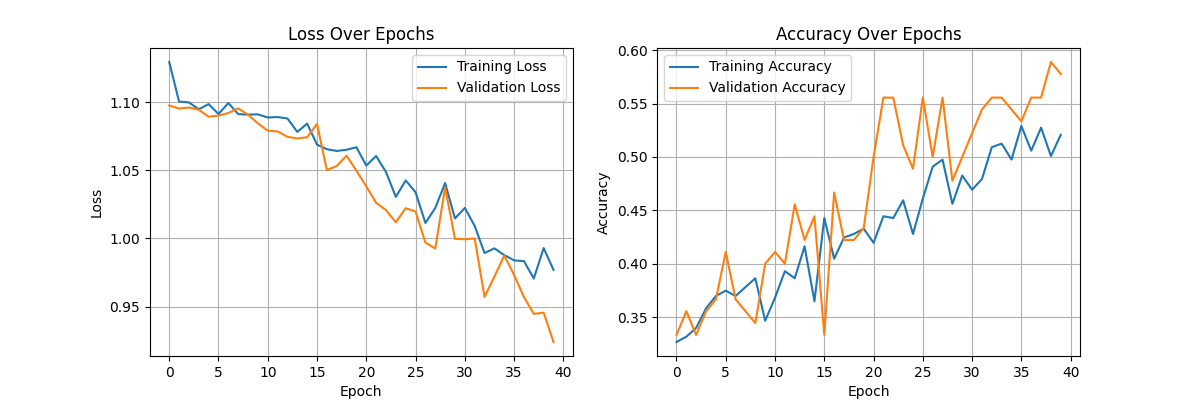 Loss Over Epochs
Training Loss
Validation Loss
1.10
1.05
1.00
0.95
Loss
0 5 10 15 20 25 30 35 40
Epoch
Accuracy Over Epochs
Training Accuracy
Validation Accuracy
0.60
0.55
0.50
0.45
0.40
0.35
Accuracy
0 5 10 15 20 25 30 35 40
Epoch